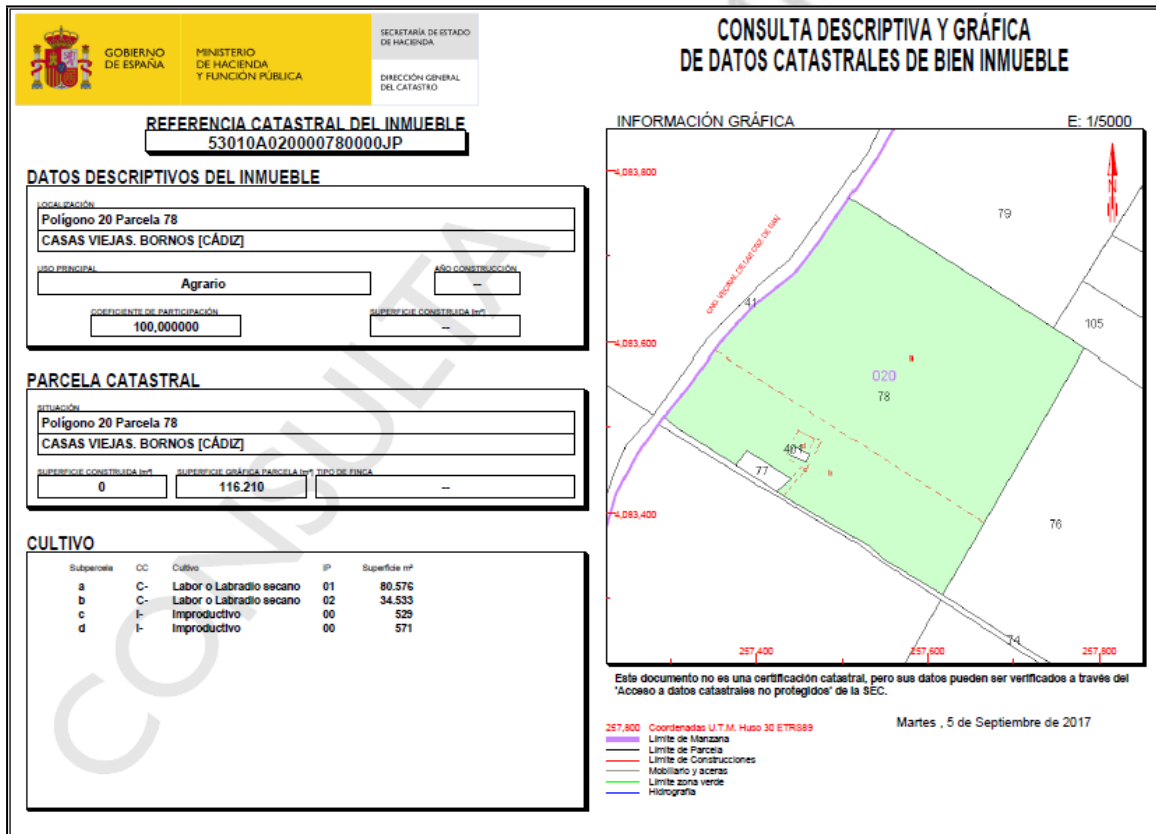 GOBIERNO
DE ESPAÑA
MINISTERIO
DE HACIENDA
Y FUNCIÓN PÚBLICA
SECRETARÍA DE ESTADO
DE HACIENDA
DIRECCIÓN GENERAL
DEL CATASTRO
CONSULTA DESCRIPTIVA Y GRÁFICA
DE DATOS CATASTRALES DE BIEN INMUEBLE
REFERENCIA CATASTRAL DEL INMUEBLE
53010A020000780000JP
DATOS DESCRIPTIVOS DEL INMUEBLE
LOCALIZACIÓN
Polígono 20 Parcela 78
CASAS VIEJAS. BORNOS [CÁDIZ]
USO PRINCIPAL
Agrario
AÑO CONSTRUCCIÓN
--
COEFICIENTE DE PARTICIPACIÓN
100,000000
SUPERFICIE CONSTRUIDA [m²]
--
PARCELA CATASTRAL
SITUACIÓN
Polígono 20 Parcela 78
CASAS VIEJAS. BORNOS [CÁDIZ]
SUPERFICIE CONSTRUIDA [m²]
0
SUPERFICIE GRÁFICA PARCELA [m²]
116.210
TIPO DE FINCA
--
CULTIVO
Subparcela CC Cultivo IP Superficie m²
a C- Labor o Labradío secano 01 80.576
b C- Labor o Labradío secano 02 34.533
c I- Improductivo 00 529
d I- Improductivo 00 571
CONSULTA
INFORMACIÓN GRÁFICA E: 1/5000
4,083,800
4,083,600
4,083,400
257,400
257,600
257,800
N
79
41
105
020
78
401
77
76
74
a
b
c
d
Este documento no es una certificación catastral, pero sus datos pueden ser verificados a través del
"Acceso a datos catastrales no protegidos" de la SEC.
257,800 Coordenadas U.T.M. Huso 30 ETRS89
Límite de Manzana
Límite de Parcela
Límite de Construcciones
Mobiliario y aceras
Límite zona verde
Hidrografía
Martes , 5 de Septiembre de 2017